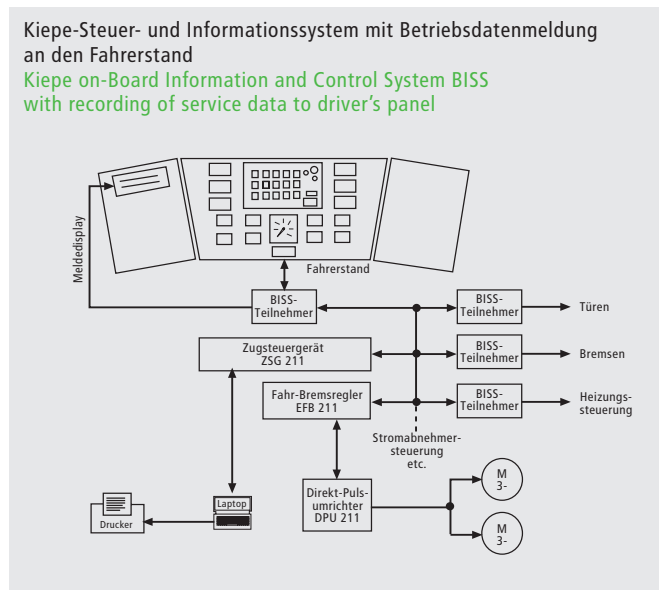 Kiepe-Steuer- und Informationssystem mit Betriebsdatenmeldung
an den Fahrerstand
Kiepe on-Board Information and Control System BISS
with recording of service data to driver's panel
Meldedisplay
Fahrerstand
BISS-
Teilnehmer
BISS-
Teilnehmer
Türen
Zugsteuergerät
ZSG 211
BISS-
Teilnehmer
Bremsen
Fahr-Bremsregler
EFB 211
BISS-
Teilnehmer
Heizungs-
steuerung
Stromabnehmer-
steuerung
etc.
Direkt-Puls-
umrichter
DPU 211
M
3-
M
3-
Laptop
Drucker